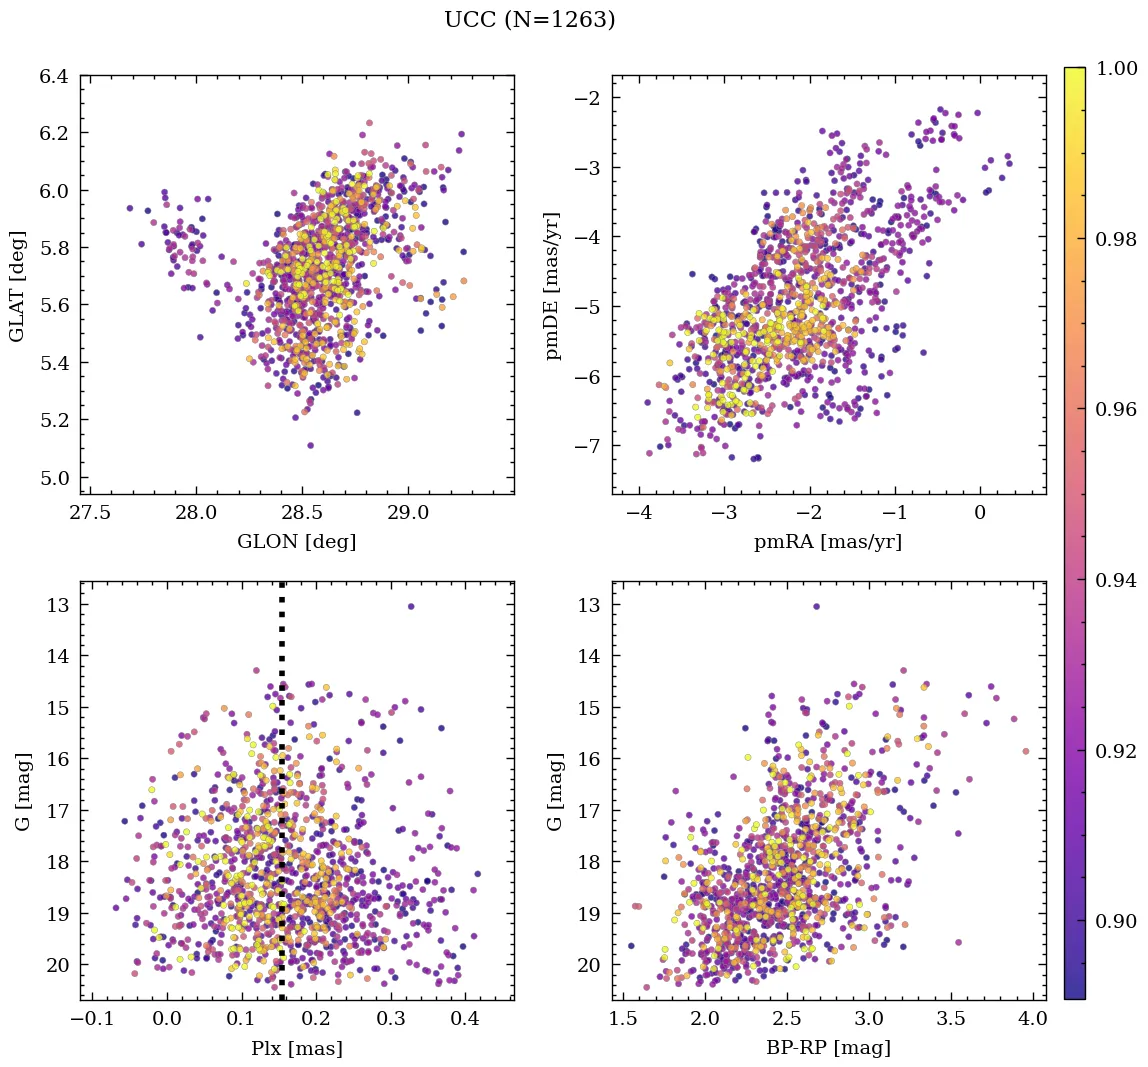 UCC (N=1263)
6.4
6.2
6.0
5.8
5.6
5.4
5.2
5.0
GLAT [deg]
27.5 28.0 28.5 29.0
GLON [deg]
−2
−3
−4
−5
−6
−7
pmDE [mas/yr]
−4 −3 −2 −1 0
pmRA [mas/yr]
1.00
0.98
0.96
0.94
0.92
0.90
13
14
15
16
17
18
19
20
G [mag]
−0.1 0.0 0.1 0.2 0.3 0.4
Plx [mas]
13
14
15
16
17
18
19
20
G [mag]
1.5 2.0 2.5 3.0 3.5 4.0
BP-RP [mag]